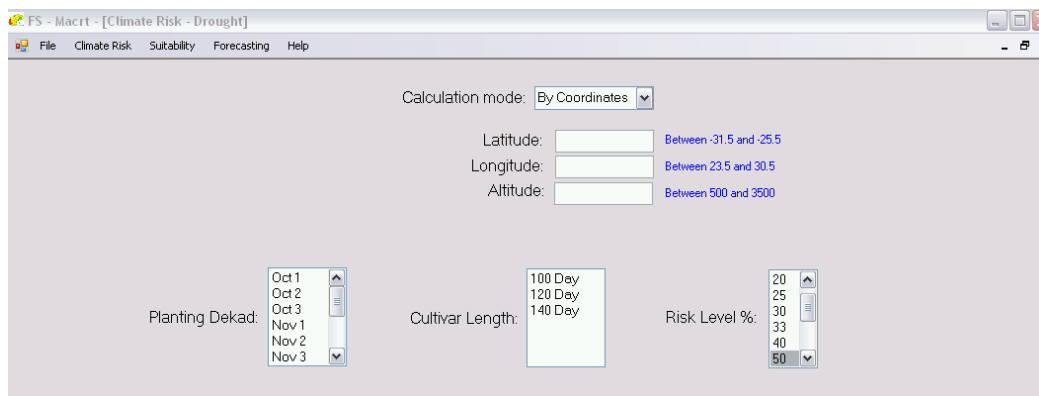 FS - Macrt - [Climate Risk - Drought]
File Climate Risk Suitability Forecasting Help
Calculation mode: By Coordinates
Latitude: Between -31.5 and -25.5
Longitude: Between 23.5 and 30.5
Altitude: Between 500 and 3500
Planting Dekad:
Oct 1
Oct 2
Oct 3
Nov 1
Nov 2
Nov 3
Cultivar Length:
100 Day
120 Day
140 Day
Risk Level %:
20
25
30
33
40
50